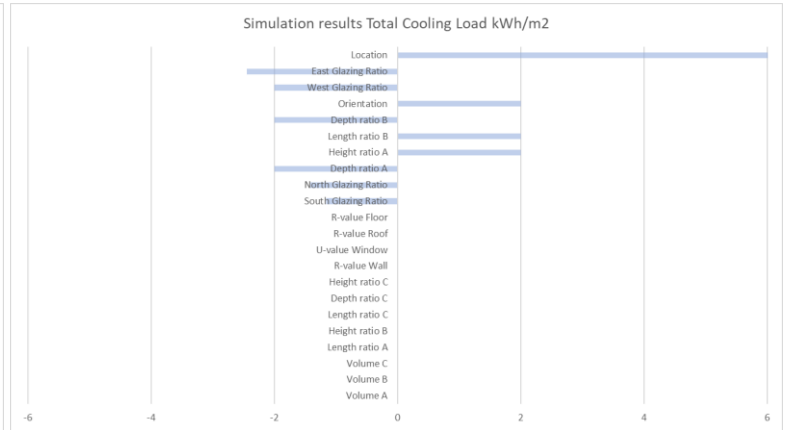 Simulation results Total Cooling Load kWh/m2
Location
East Glazing Ratio
West Glazing Ratio
Orientation
Depth ratio B
Length ratio B
Height ratio A
Depth ratio A
North Glazing Ratio
South Glazing Ratio
R-value Floor
R-value Roof
U-value Window
R-value Wall
Height ratio C
Depth ratio C
Length ratio C
Height ratio B
Length ratio A
Volume C
Volume B
Volume A
-6 -4 -2 0 2 4 6